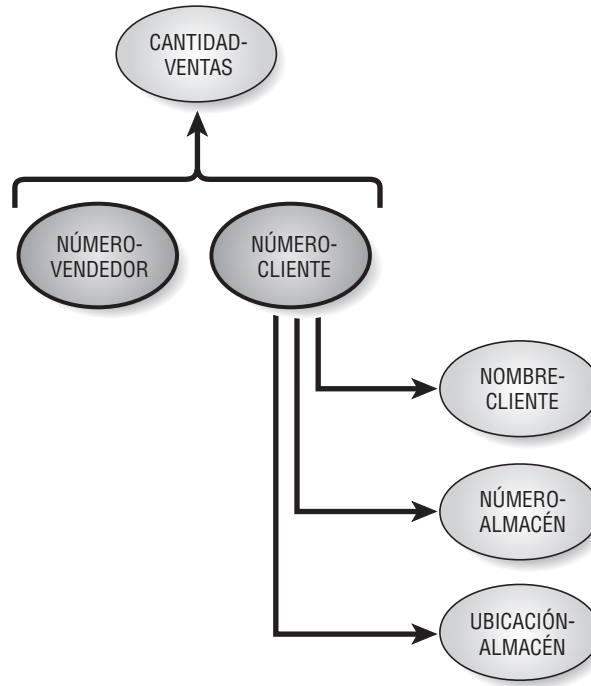 CANTIDAD-
VENTAS
NÚMERO-
VENDEDOR
NÚMERO-
CLIENTE
NOMBRE-
CLIENTE
NÚMERO-
ALMACÉN
UBICACIÓN-
ALMACÉN